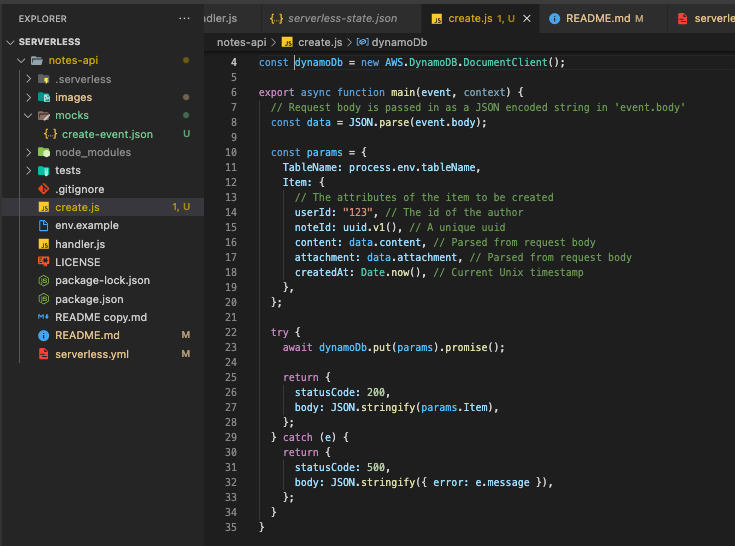 EXPLORER
···
SERVERLESS
notes-api
.serverless
images
mocks
create-event.json U
node_modules
tests
.gitignore
create.js 1, U
env.example
handler.js
LICENSE
package-lock.json
package.json
README copy.md
README.md M
serverless.yml M
dler.js
serverless-state.json
create.js 1, U
README.md M
serverle
notes-api > create.js > dynamoDb
4 const dynamoDb = new AWS.DynamoDB.DocumentClient();
5
6 export async function main(event, context) {
7 // Request body is passed in as a JSON encoded string in 'event.body'
8 const data = JSON.parse(event.body);
9
10 const params = {
11 TableName: process.env.tableName,
12 Item: {
13 // The attributes of the item to be created
14 userId: "123", // The id of the author
15 noteId: uuid.v1(), // A unique uuid
16 content: data.content, // Parsed from request body
17 attachment: data.attachment, // Parsed from request body
18 createdAt: Date.now(), // Current Unix timestamp
19 },
20 };
21
22 try {
23 await dynamoDb.put(params).promise();
24
25 return {
26 statusCode: 200,
27 body: JSON.stringify(params.Item),
28 };
29 } catch (e) {
30 return {
31 statusCode: 500,
32 body: JSON.stringify({ error: e.message }),
33 };
34 }
35 }